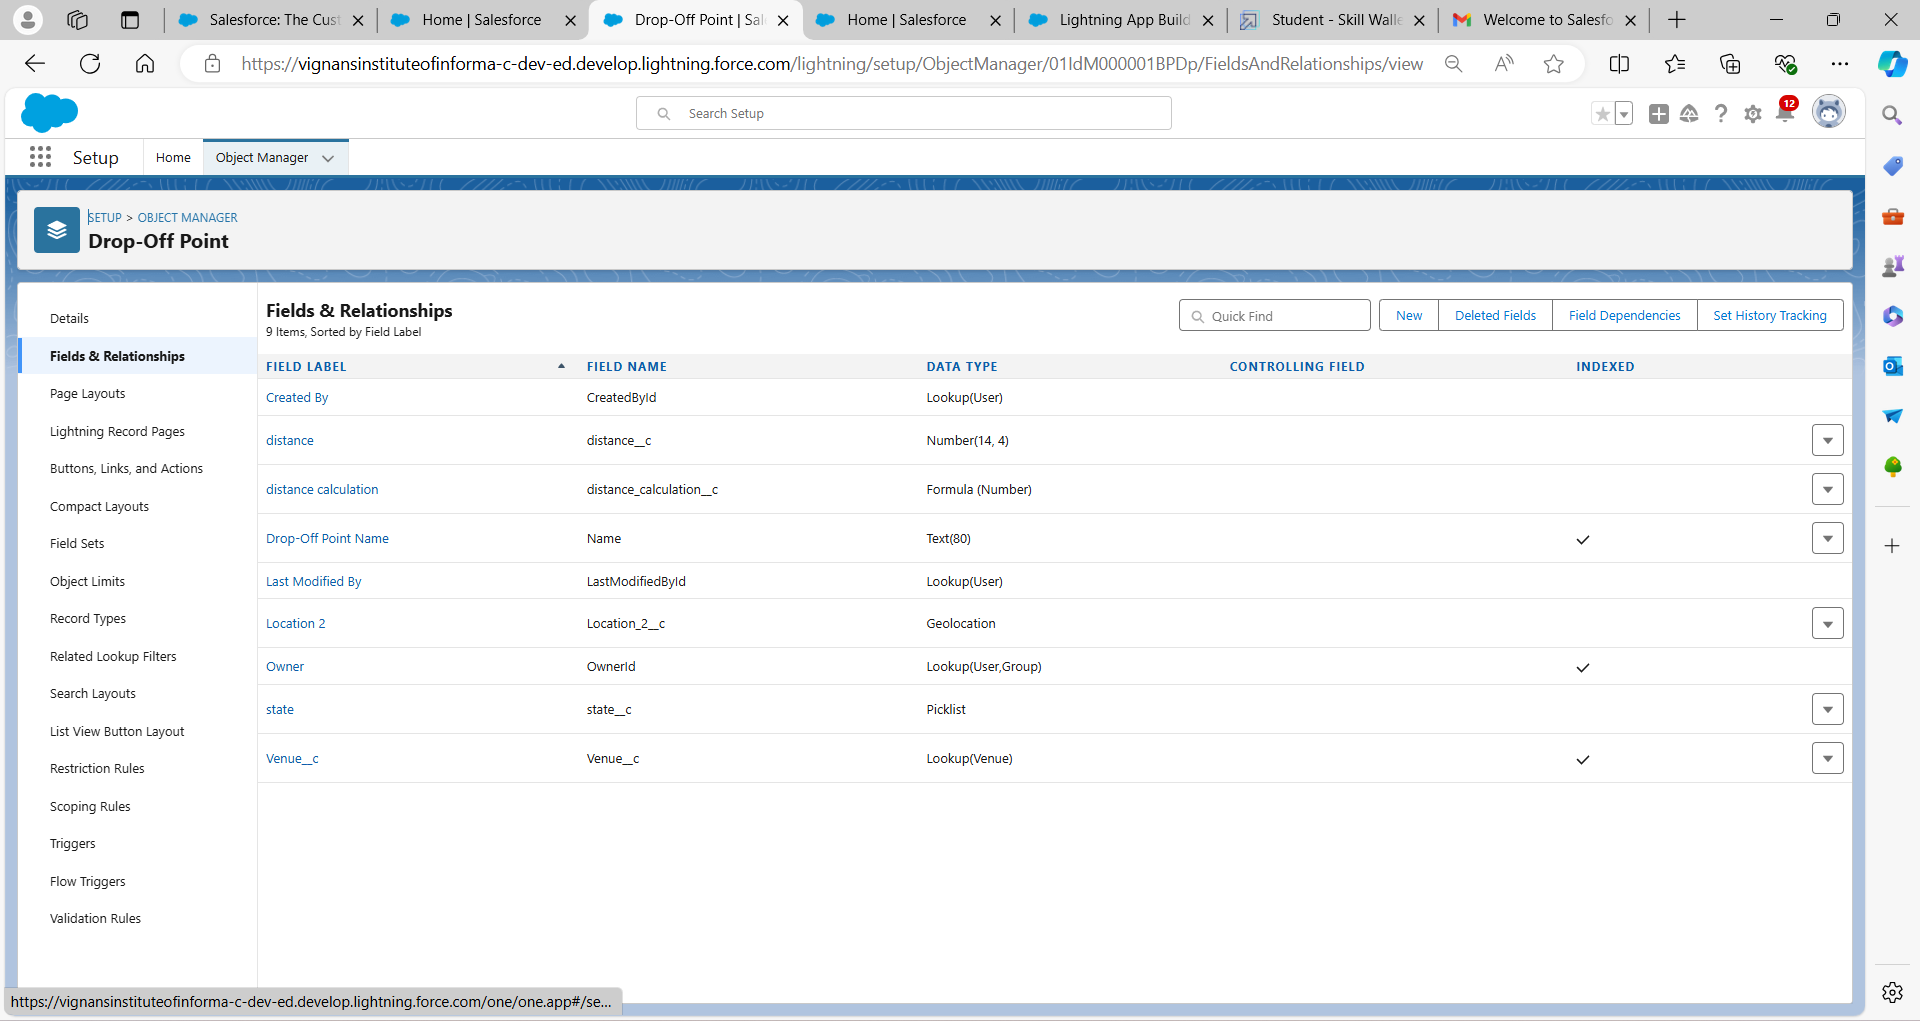 Salesforce: The Cust
Home | Salesforce
Drop-Off Point | Sal
Home | Salesforce
Lightning App Build
Student - Skill Walle
Welcome to Salesfo
https://vignansinstituteofinforma-c-dev-ed.develop.lightning.force.com/lightning/setup/ObjectManager/01IdM000001BPDp/FieldsAndRelationships/view
Search Setup
12
Setup
Home
Object Manager
SETUP > OBJECT MANAGER
Drop-Off Point
Details
Fields & Relationships
Page Layouts
Lightning Record Pages
Buttons, Links, and Actions
Compact Layouts
Field Sets
Object Limits
Record Types
Related Lookup Filters
Search Layouts
List View Button Layout
Restriction Rules
Scoping Rules
Triggers
Flow Triggers
Validation Rules
Fields & Relationships
9 Items, Sorted by Field Label
Quick Find
New
Deleted Fields
Field Dependencies
Set History Tracking
FIELD LABEL FIELD NAME DATA TYPE CONTROLLING FIELD INDEXED
Created By CreatedById Lookup(User)
distance distance__c Number(14, 4)
distance calculation distance_calculation__c Formula (Number)
Drop-Off Point Name Name Text(80)
Last Modified By LastModifiedById Lookup(User)
Location 2 Location_2__c Geolocation
Owner OwnerId Lookup(User,Group)
state state__c Picklist
Venue__c Venue__c Lookup(Venue)
https://vignansinstituteofinforma-c-dev-ed.develop.lightning.force.com/one/one.app#/se...